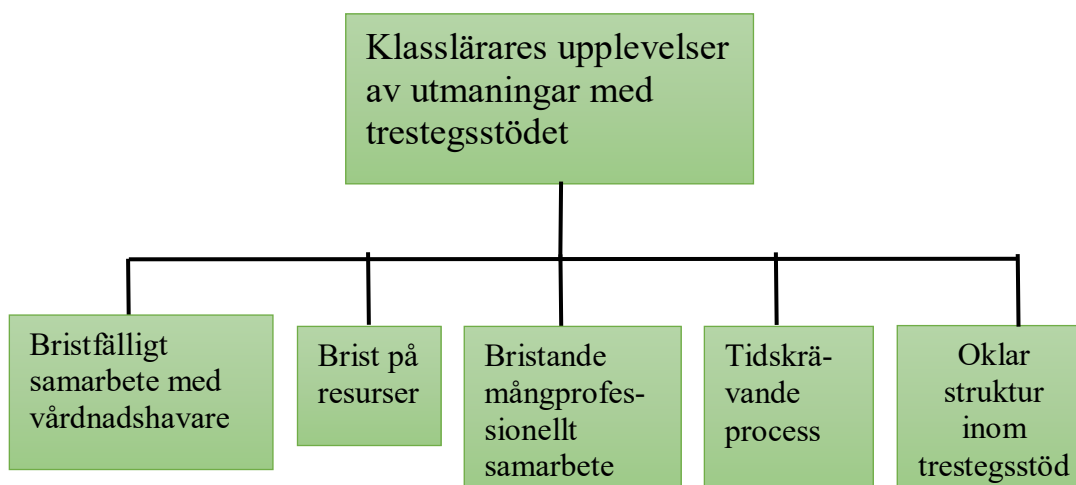 Klasslärares upplevelser
av utmaningar med
trestegsstödet
Bristfälligt
samarbete med
vårdnadshavare
Brist på
resurser
Bristande
mångprofes-
sionellt
samarbete
Tidskrä-
vande
process
Oklar
struktur
inom
trestegsstöd